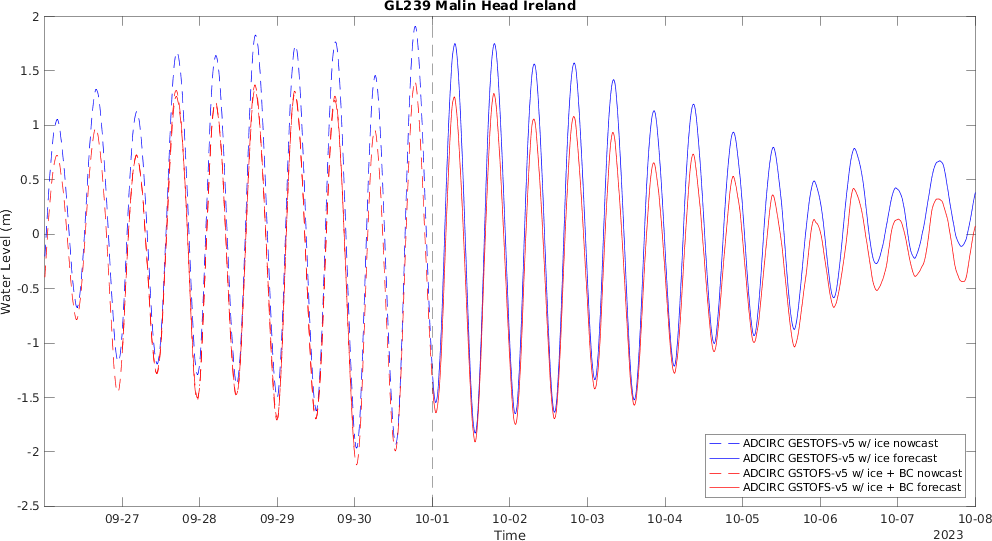 GL239 Malin Head Ireland
Water Level (m)
2
1.5
1
0.5
0
-0.5
-1
-1.5
-2
-2.5
09-27 09-28 09-29 09-30 10-01 10-02 10-03 10-04 10-05 10-06 10-07 10-08
Time
2023
ADCIRC GESTOFS-v5 w/ ice nowcast
ADCIRC GESTOFS-v5 w/ ice forecast
ADCIRC GSTOFS-v5 w/ ice + BC nowcast
ADCIRC GSTOFS-v5 w/ ice + BC forecast